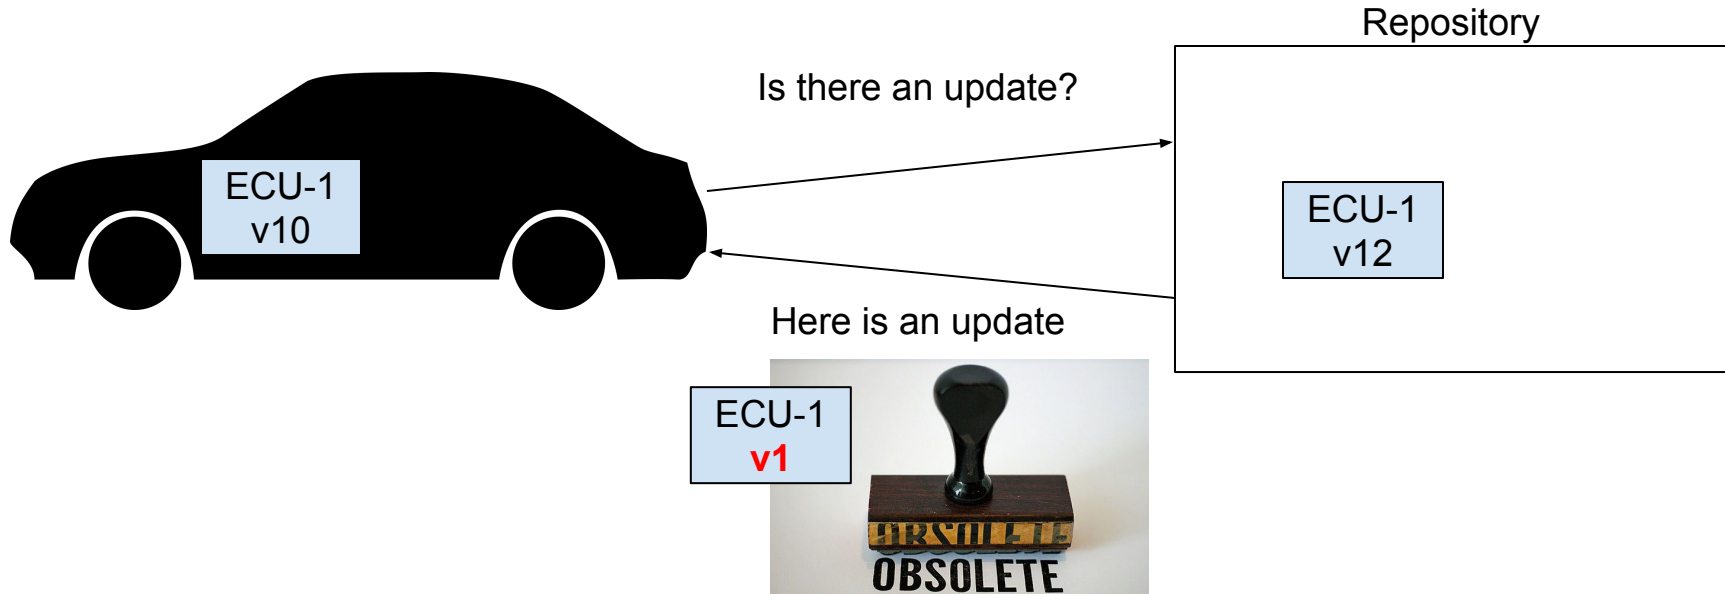 Repository
Is there an update?
ECU-1
v10
ECU-1
v12
Here is an update
ECU-1
v1
OBSOLETE
OBSOLETE